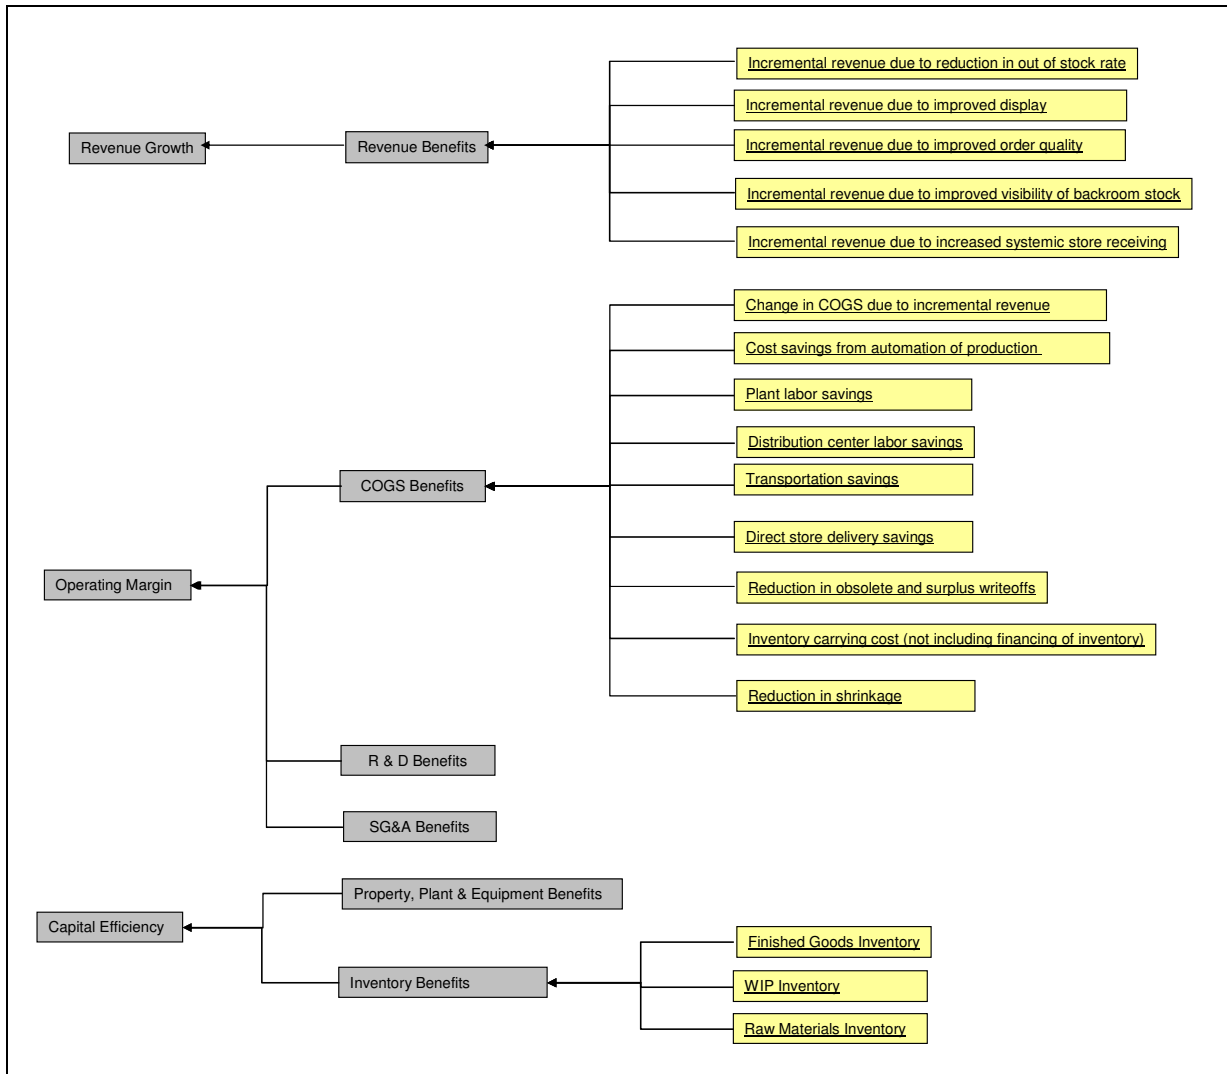 Incremental revenue due to reduction in out of stock rate
Incremental revenue due to improved display
Revenue Growth
Revenue Benefits
Incremental revenue due to improved order quality
Incremental revenue due to improved visibility of backroom stock
Incremental revenue due to increased systemic store receiving
Change in COGS due to incremental revenue
Cost savings from automation of production
Plant labor savings
Distribution center labor savings
COGS Benefits
Transportation savings
Direct store delivery savings
Operating Margin
Reduction in obsolete and surplus writeoffs
Inventory carrying cost (not including financing of inventory)
Reduction in shrinkage
R & D Benefits
SG&A Benefits
Property, Plant & Equipment Benefits
Capital Efficiency
Finished Goods Inventory
Inventory Benefits
WIP Inventory
Raw Materials Inventory